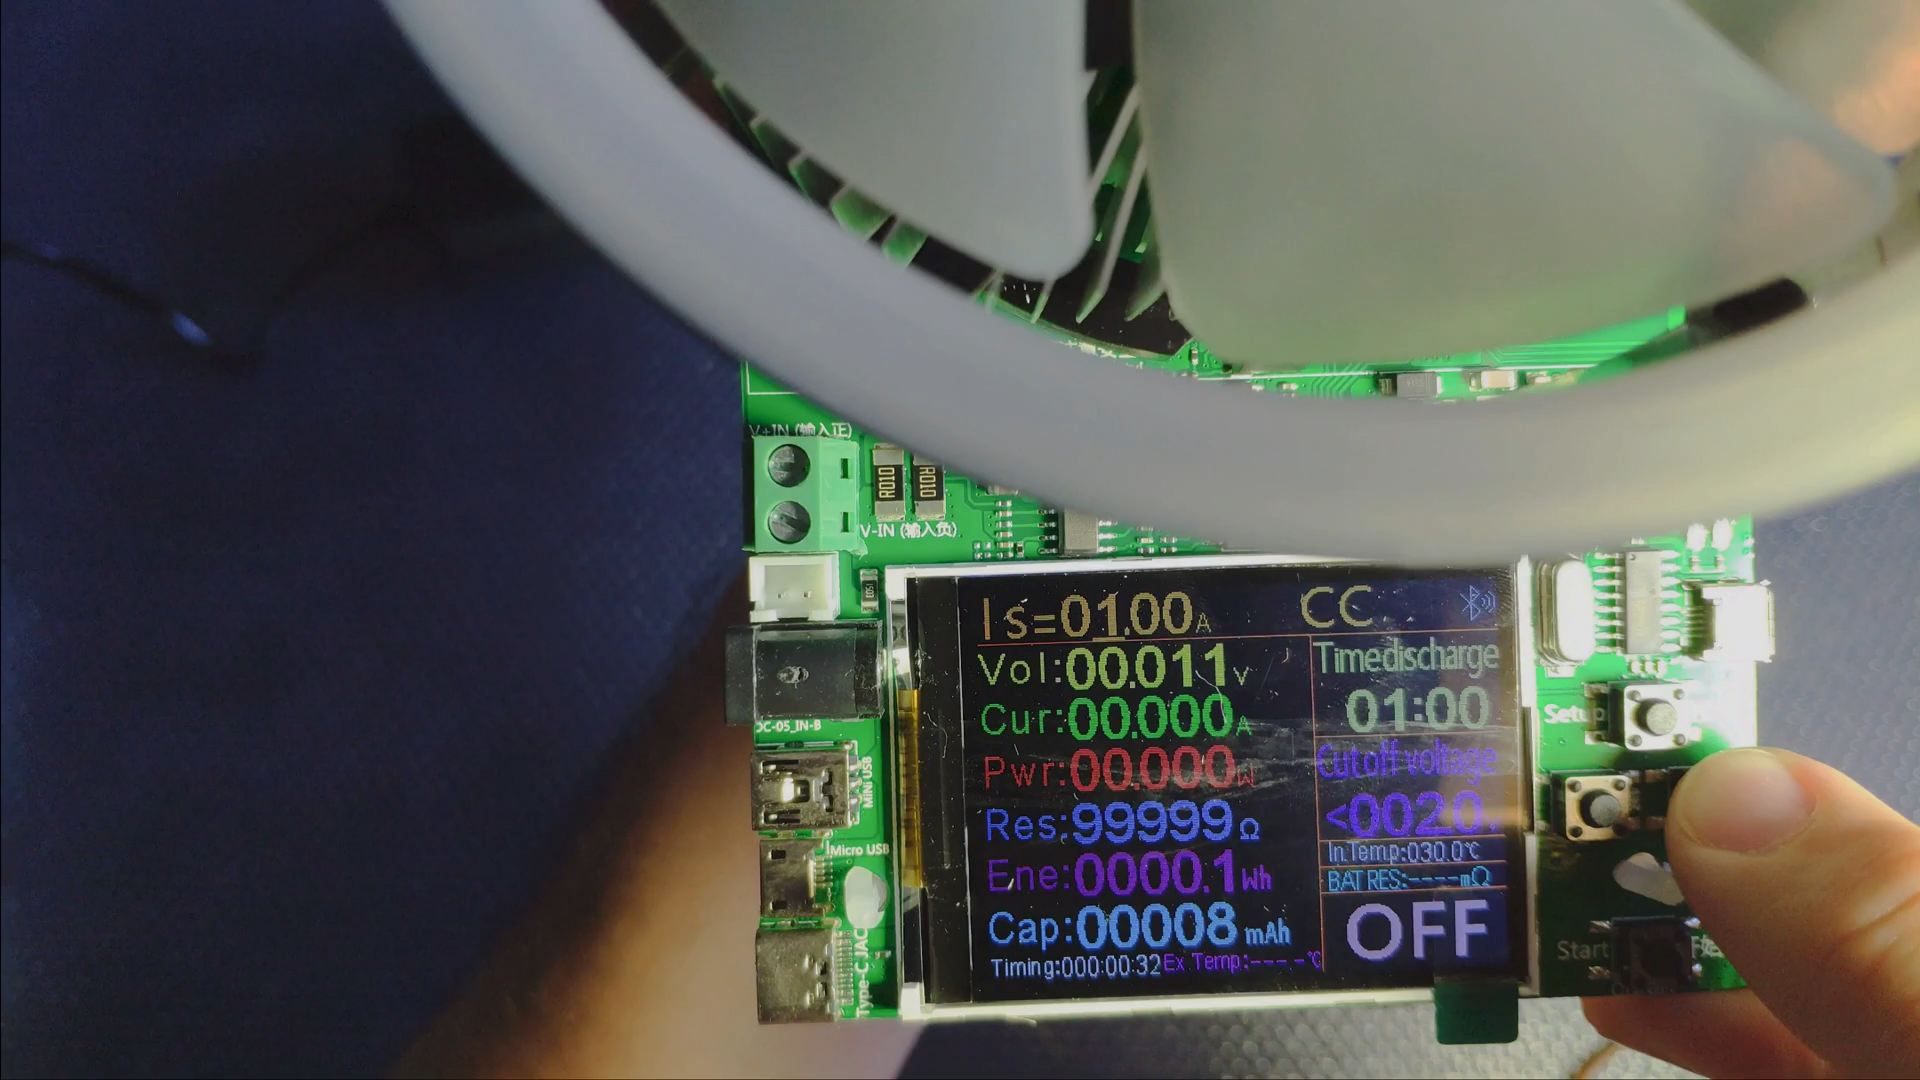 V+IN (输入正)
R010
R010
V-IN (输入负)
DC-05_IN-B
MiNi USB
Micro USB
Type-C JAC
Is=01.00A
CC
Vol:00.011V
Cur:00.000A
Pwr:00.000W
Res:99999Ω
Ene:0000.1Wh
Cap:00008mAh
Timing:000:00:32
Ex Temp:---.-℃
Timedischarge
01:00
Cutoff voltage
<002.0V
In.Temp:030.0℃
BAT RES:----mΩ
OFF
Setup
Start